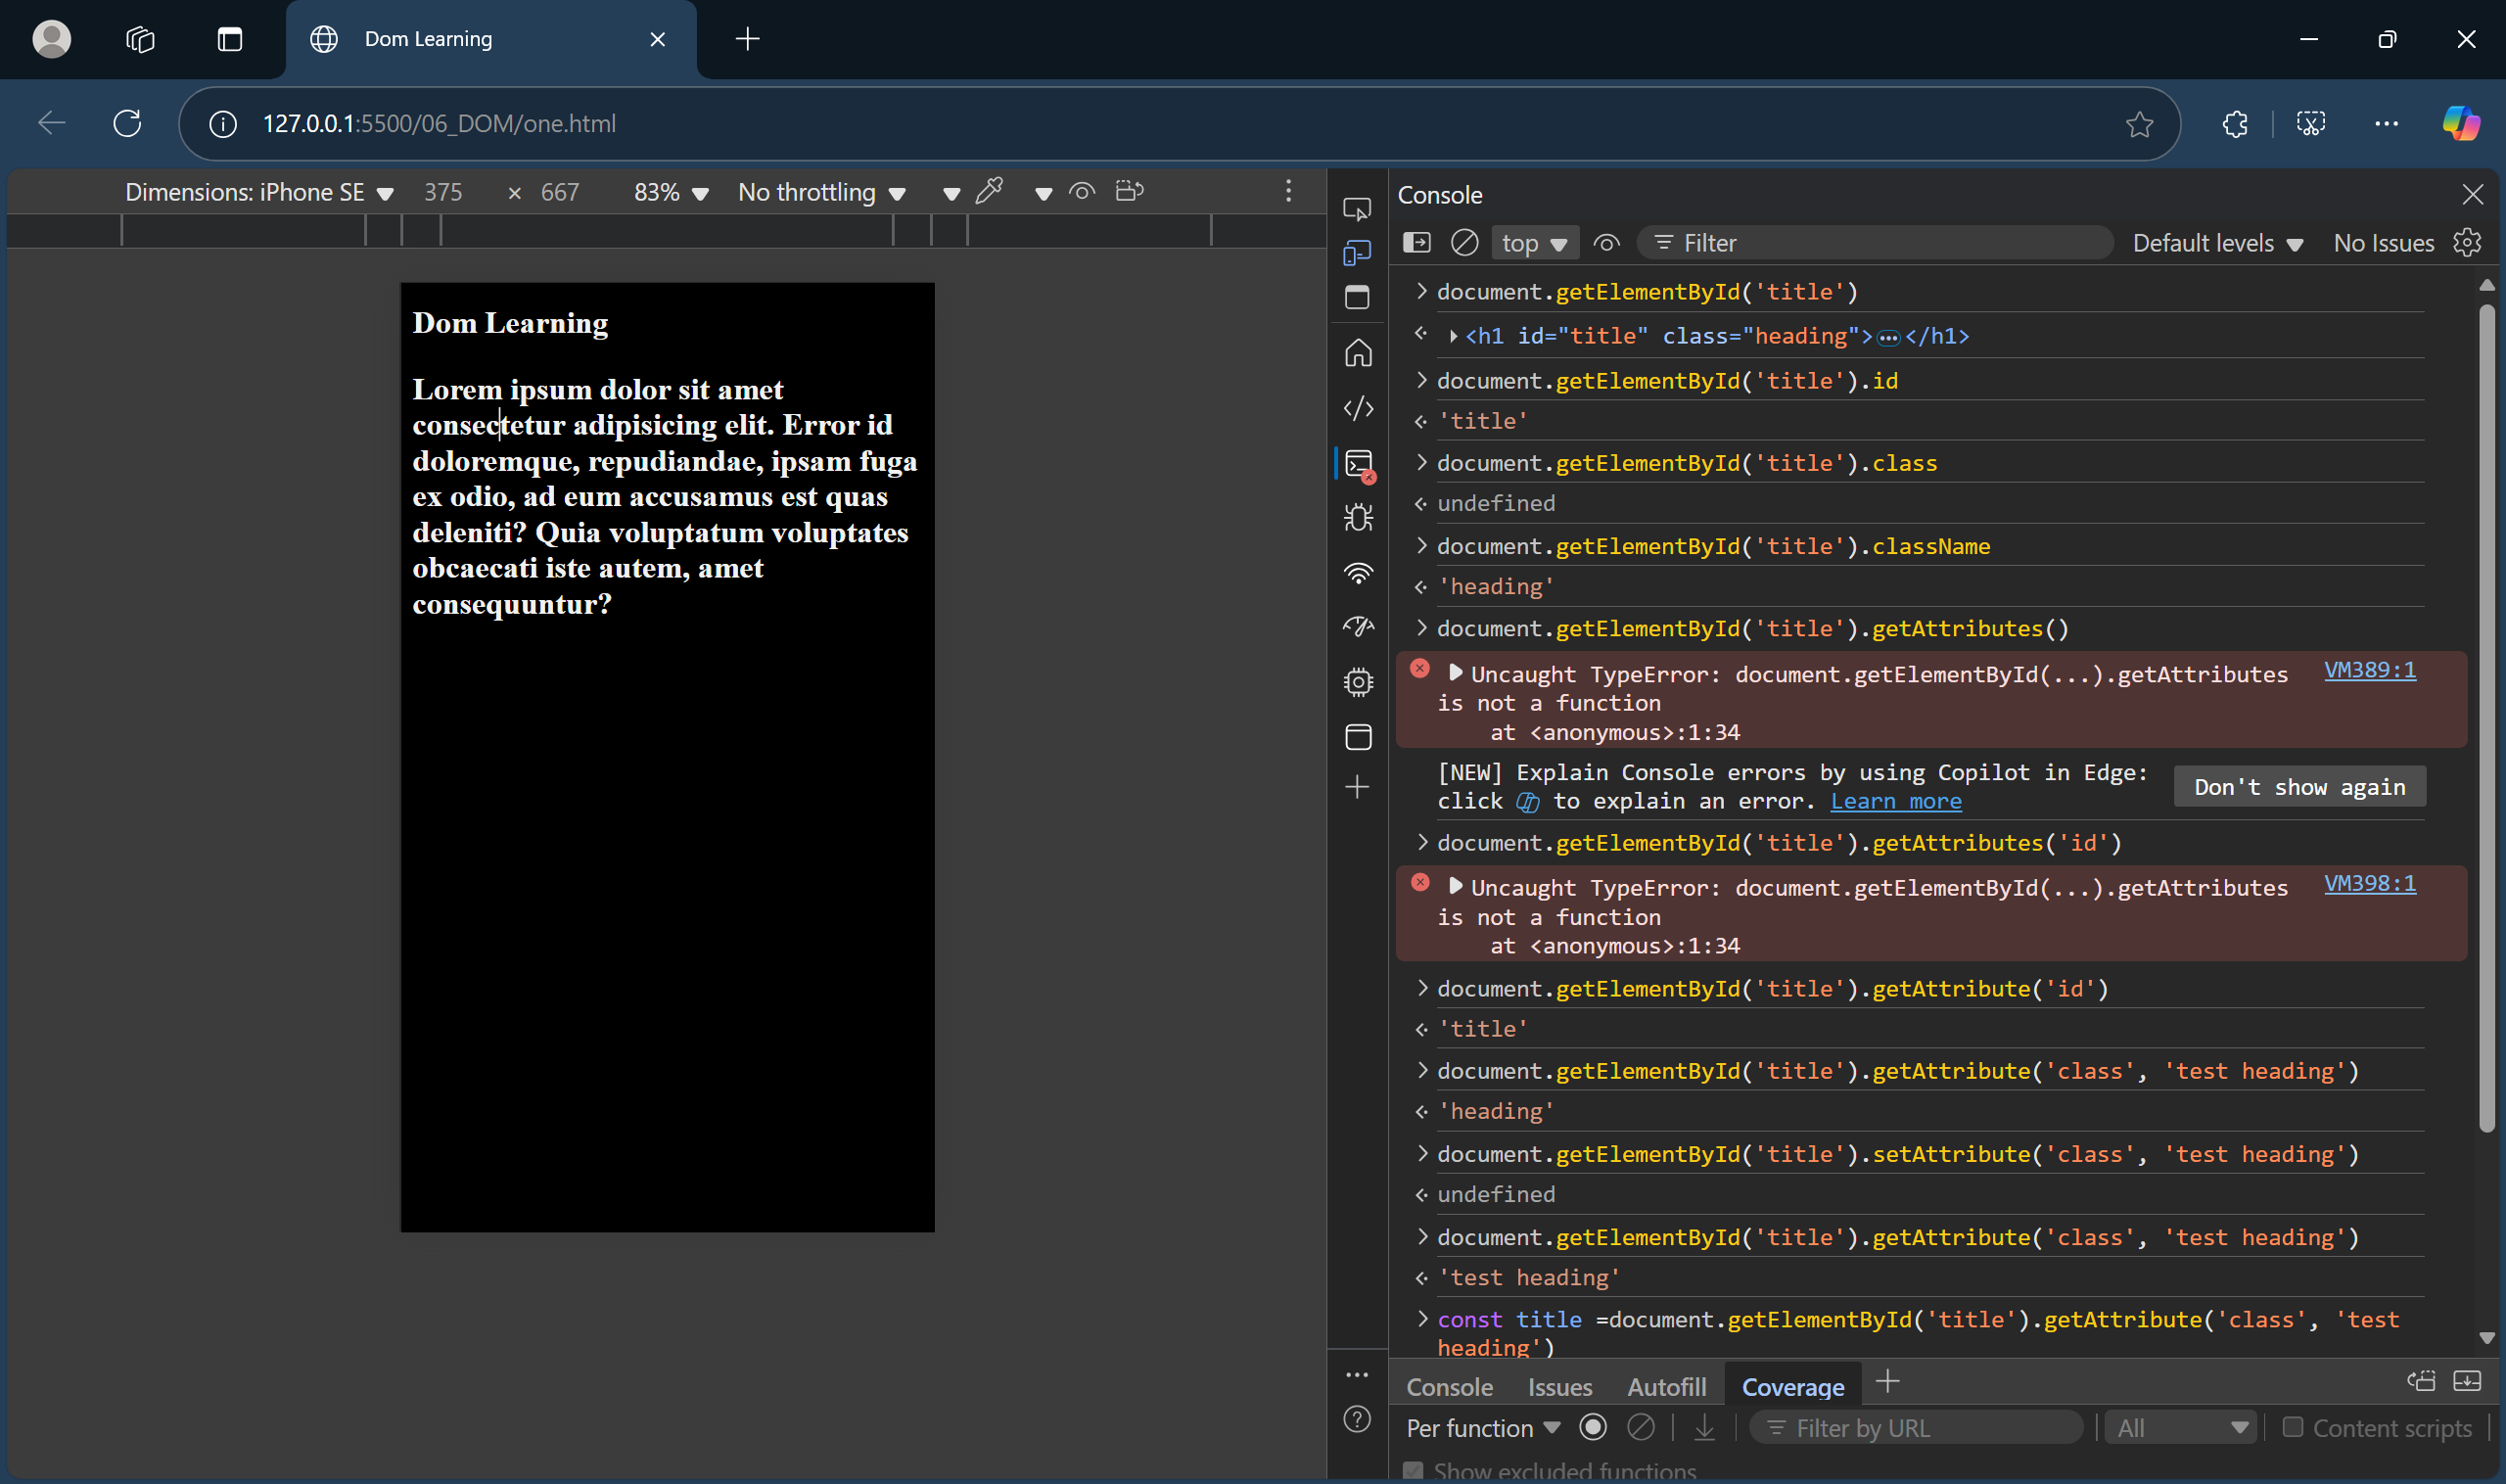 Dom Learning
127.0.0.1:5500/06_DOM/one.html
Dimensions: iPhone SE 375 × 667 83% No throttling
Dom Learning
Lorem ipsum dolor sit amet
consectetur adipisicing elit. Error id
doloremque, repudiandae, ipsam fuga
ex odio, ad eum accusamus est quas
deleniti? Quia voluptatum voluptates
obcaecati iste autem, amet
consequuntur?
Console
top Filter Default levels No Issues
document.getElementById('title')
<h1 id="title" class="heading">…</h1>
document.getElementById('title').id
'title'
document.getElementById('title').class
undefined
document.getElementById('title').className
'heading'
document.getElementById('title').getAttributes()
Uncaught TypeError: document.getElementById(...).getAttributes VM389:1
is not a function
at <anonymous>:1:34
[NEW] Explain Console errors by using Copilot in Edge:
click to explain an error. Learn more
Don't show again
document.getElementById('title').getAttributes('id')
Uncaught TypeError: document.getElementById(...).getAttributes VM398:1
is not a function
at <anonymous>:1:34
document.getElementById('title').getAttribute('id')
'title'
document.getElementById('title').getAttribute('class', 'test heading')
'heading'
document.getElementById('title').setAttribute('class', 'test heading')
undefined
document.getElementById('title').getAttribute('class', 'test heading')
'test heading'
const title =document.getElementById('title').getAttribute('class', 'test
heading')
Console Issues Autofill Coverage
Per function Filter by URL All Content scripts
Show excluded functions